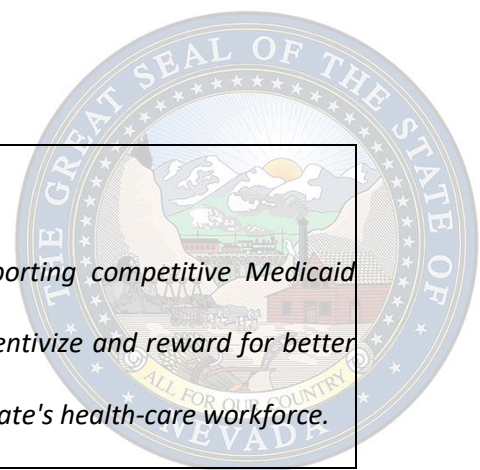 THE GREAT SEAL OF THE STATE OF NEVADA
ALL FOR OUR COUNTRY
porting competitive Medicaid
entivize and reward for better
ate's health-care workforce.